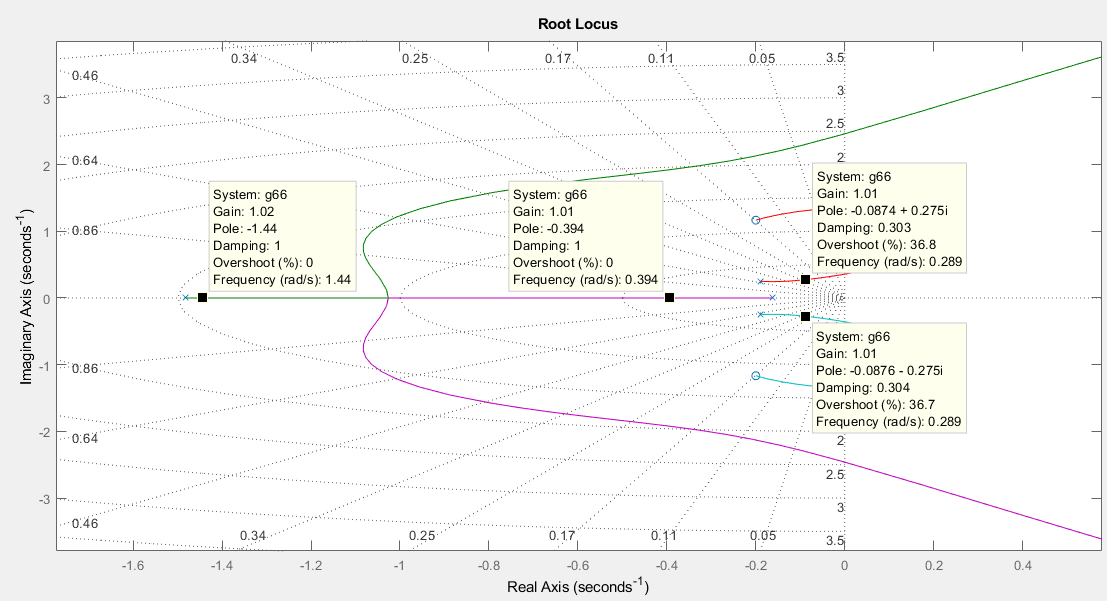 Root Locus
0.34
0.25
0.17
0.11
0.05
3.5
0.46
3
3
2.5
0.64
2
2
System: g66
Gain: 1.01
Pole: -0.0874 + 0.275i
Damping: 0.303
Overshoot (%): 36.8
Frequency (rad/s): 0.289
System: g66
Gain: 1.02
Pole: -1.44
Damping: 1
Overshoot (%): 0
Frequency (rad/s): 1.44
System: g66
Gain: 1.01
Pole: -0.394
Damping: 1
Overshoot (%): 0
Frequency (rad/s): 0.394
0.86
1
0
Imaginary Axis (seconds-1)
System: g66
Gain: 1.01
Pole: -0.0876 - 0.275i
Damping: 0.304
Overshoot (%): 36.7
Frequency (rad/s): 0.289
-1
0.86
-2
0.64
2
2.5
-3
3
0.46
0.34
0.25
0.17
0.11
0.05
3.5
-1.6
-1.4
-1.2
-1
-0.8
-0.6
-0.4
-0.2
0
0.2
0.4
Real Axis (seconds-1)